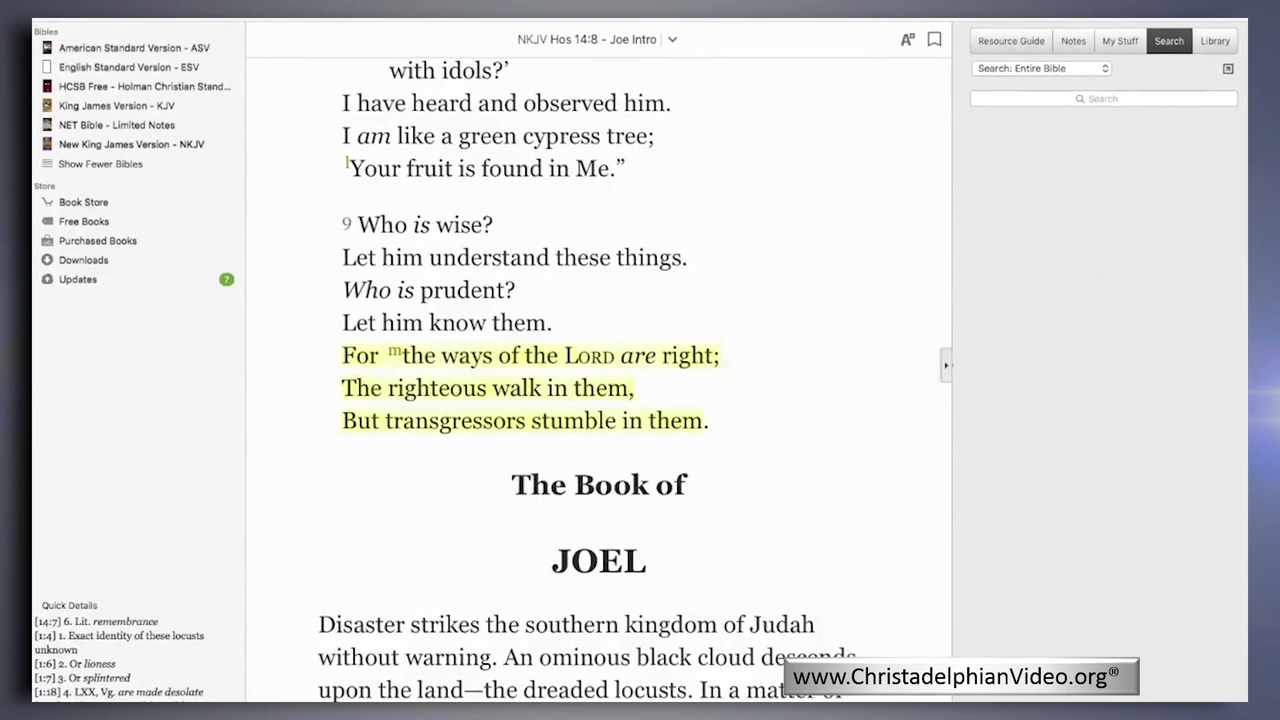 Bibles
American Standard Version - ASV
English Standard Version - ESV
HCSB Free - Holman Christian Stand...
King James Version - KJV
NET Bible - Limited Notes
New King James Version - NKJV
Show Fewer Bibles
Store
Book Store
Free Books
Purchased Books
Downloads
Updates 7
Quick Details
[14:7] 6. Lit. remembrance
[1:4] 1. Exact identity of these locusts
unknown
[1:6] 2. Or lioness
[1:7] 3. Or splintered
[1:18] 4. LXX, Vg. are made desolate
NKJV Hos 14:8 - Joe Intro
with idols?’
I have heard and observed him.
I am like a green cypress tree;
lYour fruit is found in Me.”
9 Who is wise?
Let him understand these things.
Who is prudent?
Let him know them.
For mthe ways of the LORD are right;
The righteous walk in them,
But transgressors stumble in them.
The Book of
JOEL
Disaster strikes the southern kingdom of Judah
without warning. An ominous black cloud descends
upon the land—the dreaded locusts. In a matter of
Resource Guide Notes My Stuff Search Library
Search: Entire Bible
Search
www.ChristadelphianVideo.org®